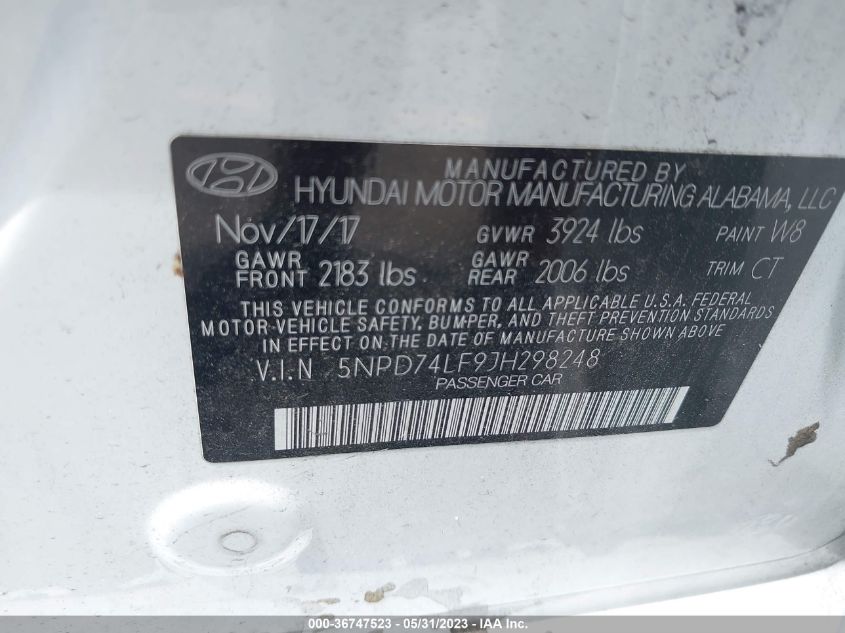 MANUFACTURED BY
HYUNDAI MOTOR MANUFACTURING ALABAMA, LLC
Nov/17/17 GVWR 3924 lbs PAINT W8
GAWR FRONT 2183 lbs GAWR REAR 2006 lbs TRIM CT
THIS VEHICLE CONFORMS TO ALL APPLICABLE U.S.A. FEDERAL
MOTOR VEHICLE SAFETY, BUMPER, AND THEFT PREVENTION STANDARDS
IN EFFECT ON THE DATE OF MANUFACTURE SHOWN ABOVE
V.I.N 5NPD74LF9JH298248
PASSENGER CAR
000-36747523 - 05/31/2023 - IAA Inc.